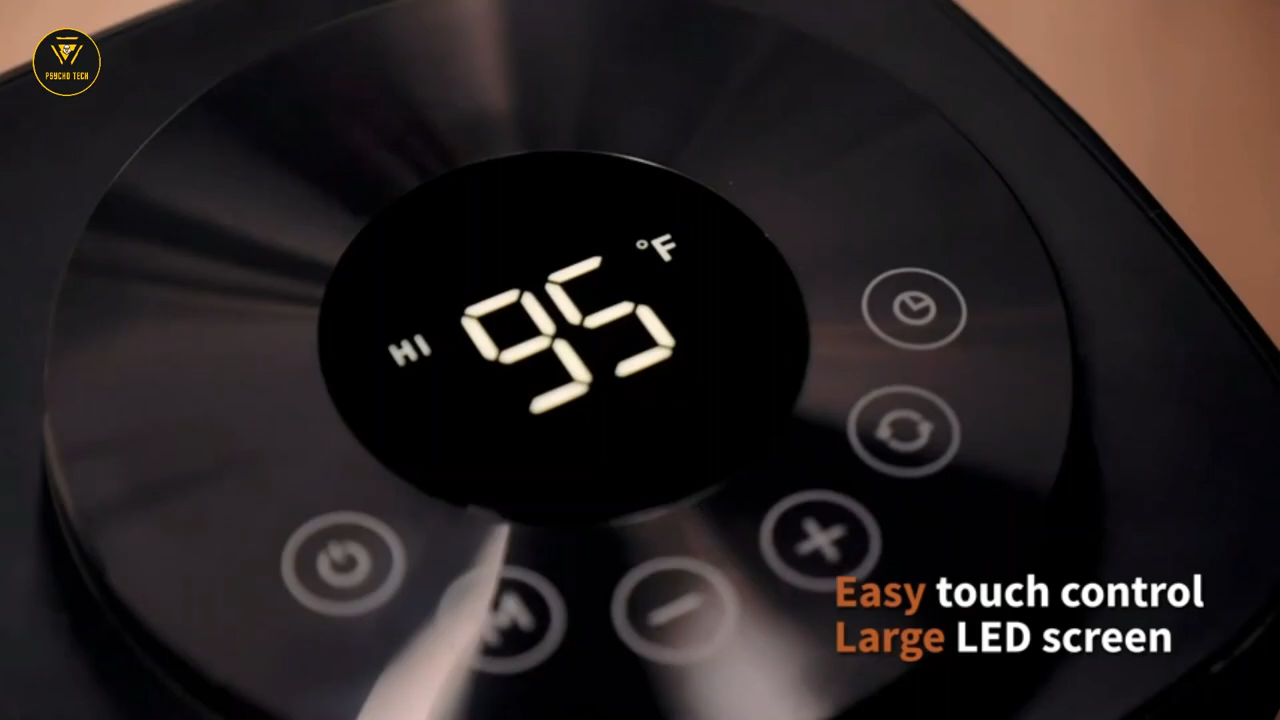 PSYCHO TECH
°F
HI 95
M
Easy touch control
Large LED screen